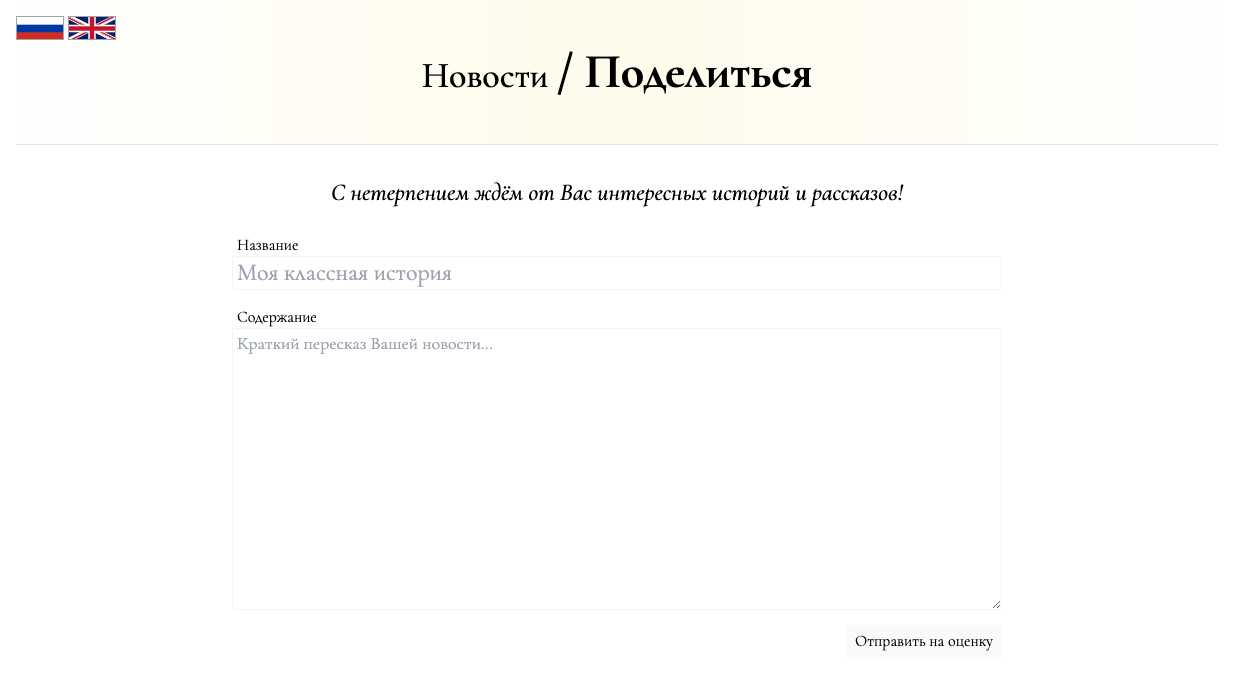 Новости / Поделиться
С нетерпением ждём от Вас интересных историй и рассказов!
Название
Моя классная история
Содержание
Краткий пересказ Вашей новости...
Отправить на оценку